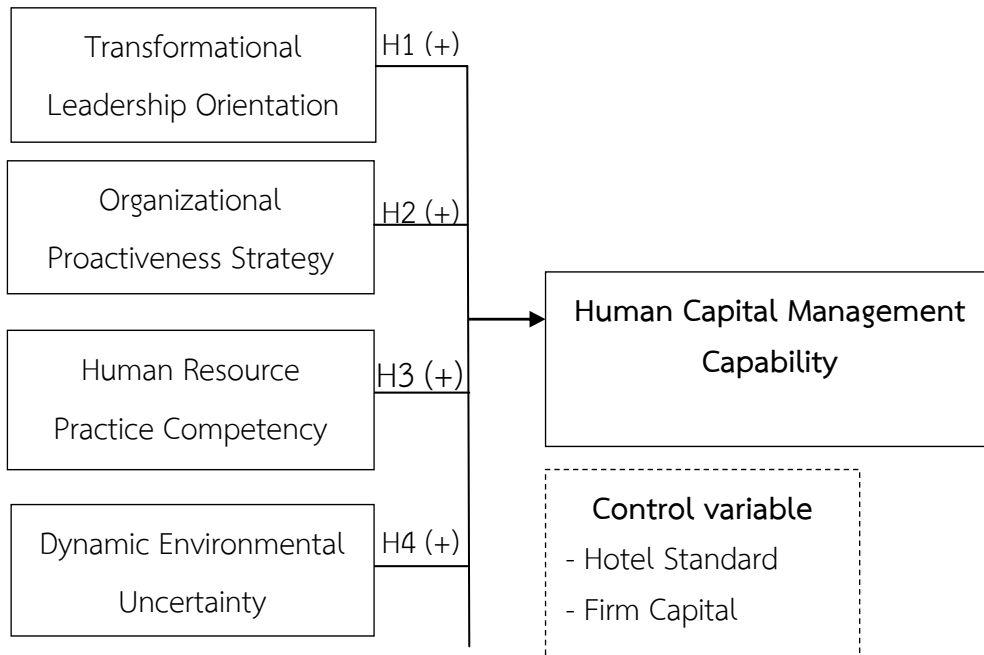 Transformational
Leadership Orientation
H1 (+)
Organizational
Proactiveness Strategy
H2 (+)
Human Resource
Practice Competency
H3 (+)
Dynamic Environmental
Uncertainty
H4 (+)
Human Capital Management
Capability
Control variable
- Hotel Standard
- Firm Capital